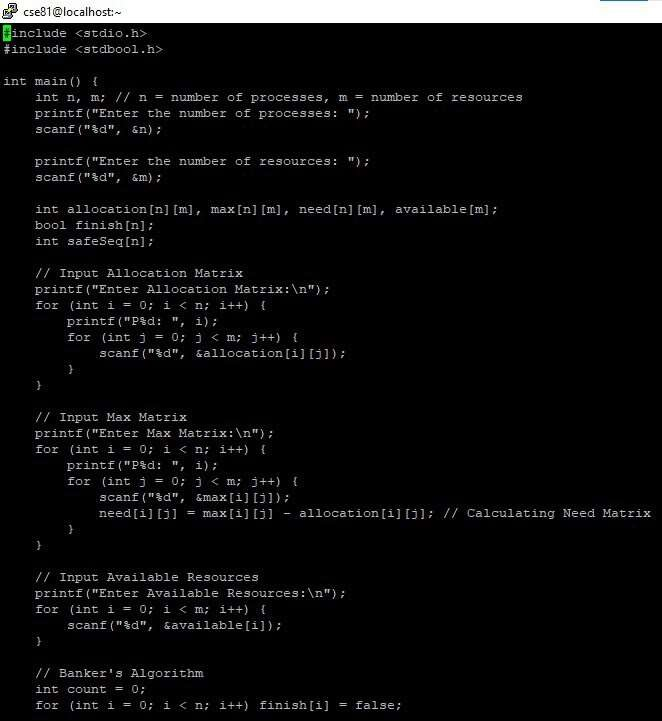 cse81@localhost:~
#include <stdio.h>
#include <stdbool.h>
int main() {
    int n, m; // n = number of processes, m = number of resources
    printf("Enter the number of processes: ");
    scanf("%d", &n);
    printf("Enter the number of resources: ");
    scanf("%d", &m);
    int allocation[n][m], max[n][m], need[n][m], available[m];
    bool finish[n];
    int safeSeq[n];
    // Input Allocation Matrix
    printf("Enter Allocation Matrix:\n");
    for (int i = 0; i < n; i++) {
        printf("P%d: ", i);
        for (int j = 0; j < m; j++) {
            scanf("%d", &allocation[i][j]);
        }
    }
    // Input Max Matrix
    printf("Enter Max Matrix:\n");
    for (int i = 0; i < n; i++) {
        printf("P%d: ", i);
        for (int j = 0; j < m; j++) {
            scanf("%d", &max[i][j]);
            need[i][j] = max[i][j] - allocation[i][j]; // Calculating Need Matrix
        }
    }
    // Input Available Resources
    printf("Enter Available Resources:\n");
    for (int i = 0; i < m; i++) {
        scanf("%d", &available[i]);
    }
    // Banker's Algorithm
    int count = 0;
    for (int i = 0; i < n; i++) finish[i] = false;